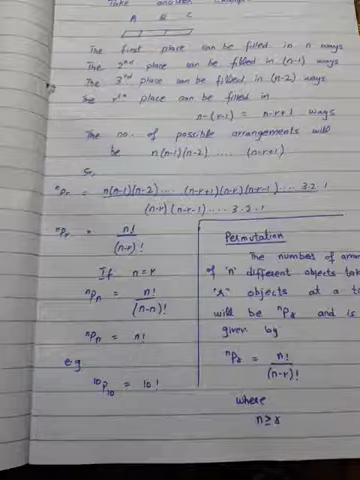 Take another
A B C
The first place can be filled in n ways
The 2nd place can be filled in (n-1) ways
The 3rd place can be filled in (n-2) ways
The rth place can be filled in
n-(r-1) = n-r+1 ways
The no. of possible arrangements will
be n(n-1)(n-2) .... (n-r+1)
So,
ⁿPᵣ = n(n-1)(n-2) ... (n-r+1)(n-r)(n-r-1) .... 3.2.1
(n-r)(n-r-1) .... 3.2.1
ⁿPᵣ = n!
(n-r)!
If n=r
ⁿPₙ = n!
(n-n)!
ⁿPₙ = n!
e.g
¹⁰P₁₀ = 10!
Permutation
The numbers of
of 'n' different objects
'r' objects at a
will be ⁿPᵣ and is
given by
ⁿPᵣ = n!
(n-r)!
where
n≥r